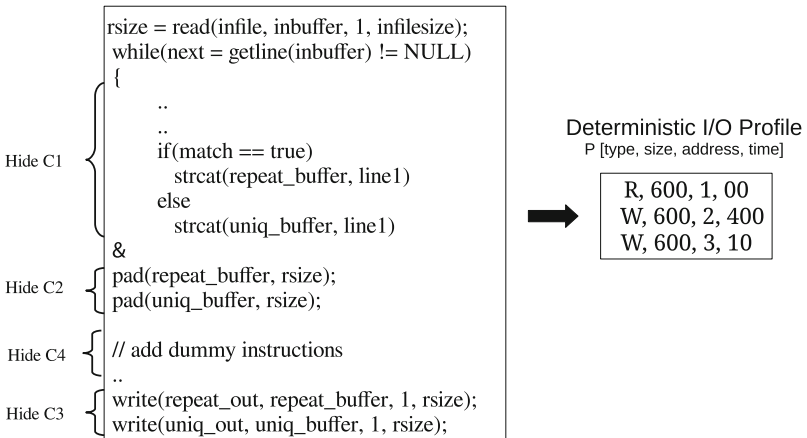 rsize = read(infile, inbuffer, 1, infilesize);
while(next = getline(inbuffer) != NULL)
{
..
..
if(match == true)
strcat(repeat_buffer, line1)
else
strcat(uniq_buffer, line1)
&
pad(repeat_buffer, rsize);
pad(uniq_buffer, rsize);
// add dummy instructions
..
write(repeat_out, repeat_buffer, 1, rsize);
write(uniq_out, uniq_buffer, 1, rsize);
Hide C1
Hide C2
Hide C4
Hide C3
Deterministic I/O Profile
P [type, size, address, time]
R, 600, 1, 00
W, 600, 2, 400
W, 600, 3, 10